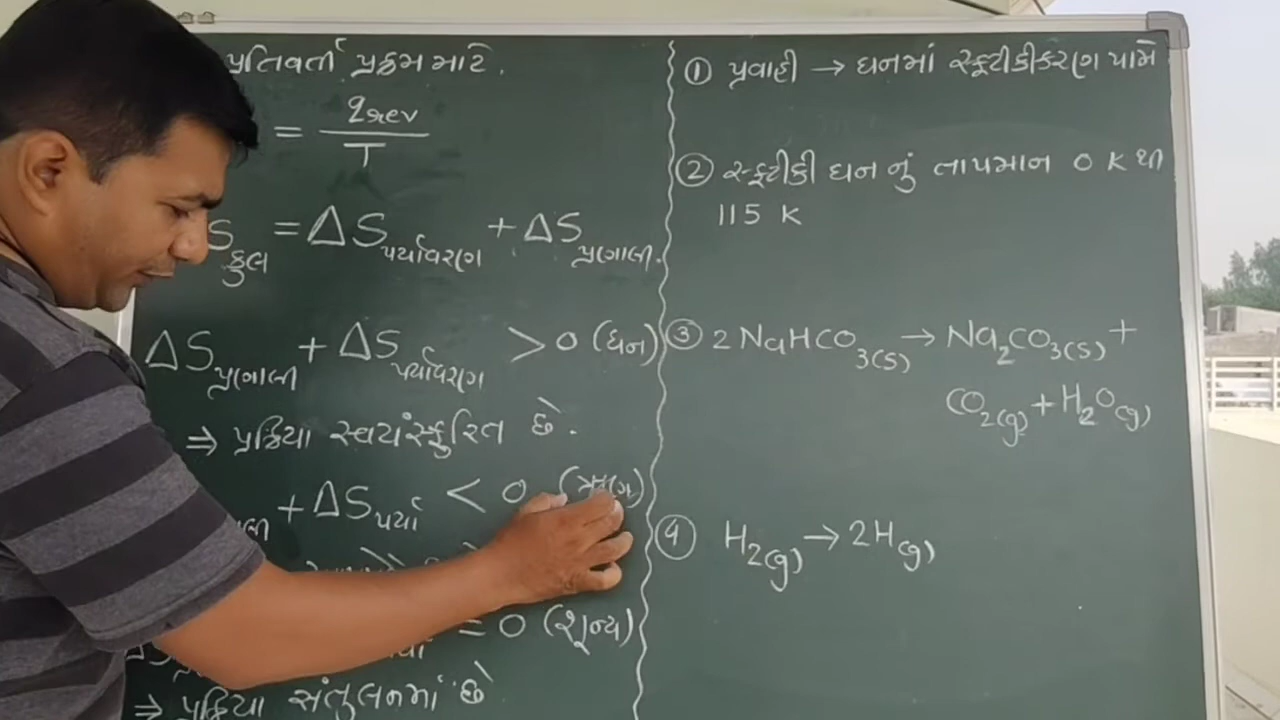 પ્રતિવર્તી પ્રક્રમ માટે.
= qrev / T
S કુલ = ΔS પર્યાવરણ + ΔS પ્રણાલી.
ΔS પ્રણાલી + ΔS પર્યાવરણ > 0 (ધન)
⇒ પ્રક્રિયા સ્વયંસ્ફુરિત છે.
+ ΔS પર્યા < 0 (ઋણ)
= 0 (શૂન્ય)
⇒ પ્રક્રિયા સંતુલનમાં છે
① પ્રવાહી → ઘનમાં સ્ફટીકીકરણ પામે
② સ્ફટીકી ઘન નું તાપમાન 0 K થી
115 K
③ 2NaHCO3(s) → Na2CO3(s) +
CO2(g) + H2O(g)
④ H2(g) → 2H(g)